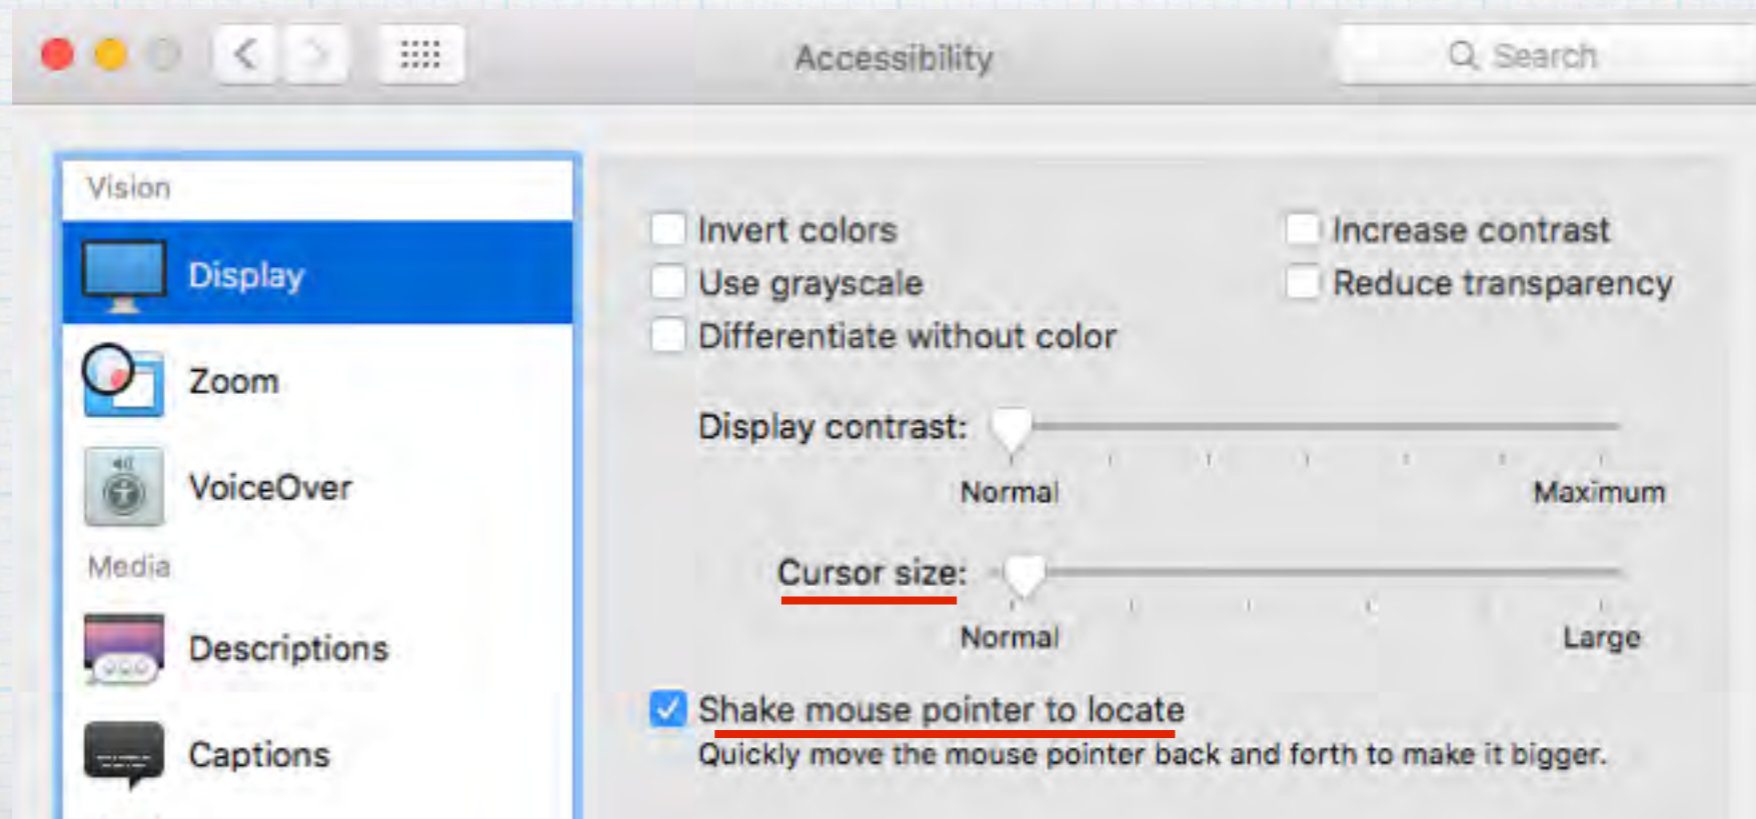 Accessibility
Search
Vision
Display
Zoom
VoiceOver
Media
Descriptions
Captions
Invert colors
Increase contrast
Use grayscale
Reduce transparency
Differentiate without color
Display contrast:
Normal
Maximum
Cursor size:
Normal
Large
Shake mouse pointer to locate
Quickly move the mouse pointer back and forth to make it bigger.